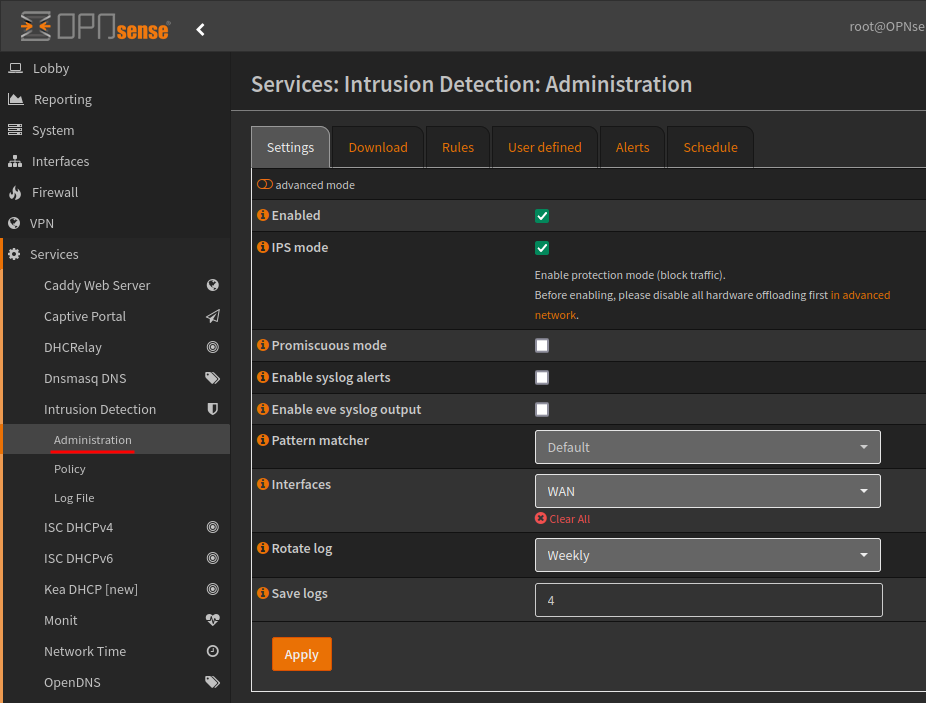 OPNsense
root@OPNse
Lobby
Reporting
System
Interfaces
Firewall
VPN
Services
Caddy Web Server
Captive Portal
DHCRelay
Dnsmasq DNS
Intrusion Detection
Administration
Policy
Log File
ISC DHCPv4
ISC DHCPv6
Kea DHCP [new]
Monit
Network Time
OpenDNS
Services: Intrusion Detection: Administration
Settings Download Rules User defined Alerts Schedule
advanced mode
Enabled
IPS mode
Enable protection mode (block traffic).
Before enabling, please disable all hardware offloading first in advanced
network.
Promiscuous mode
Enable syslog alerts
Enable eve syslog output
Pattern matcher Default
Interfaces WAN
Clear All
Rotate log Weekly
Save logs 4
Apply